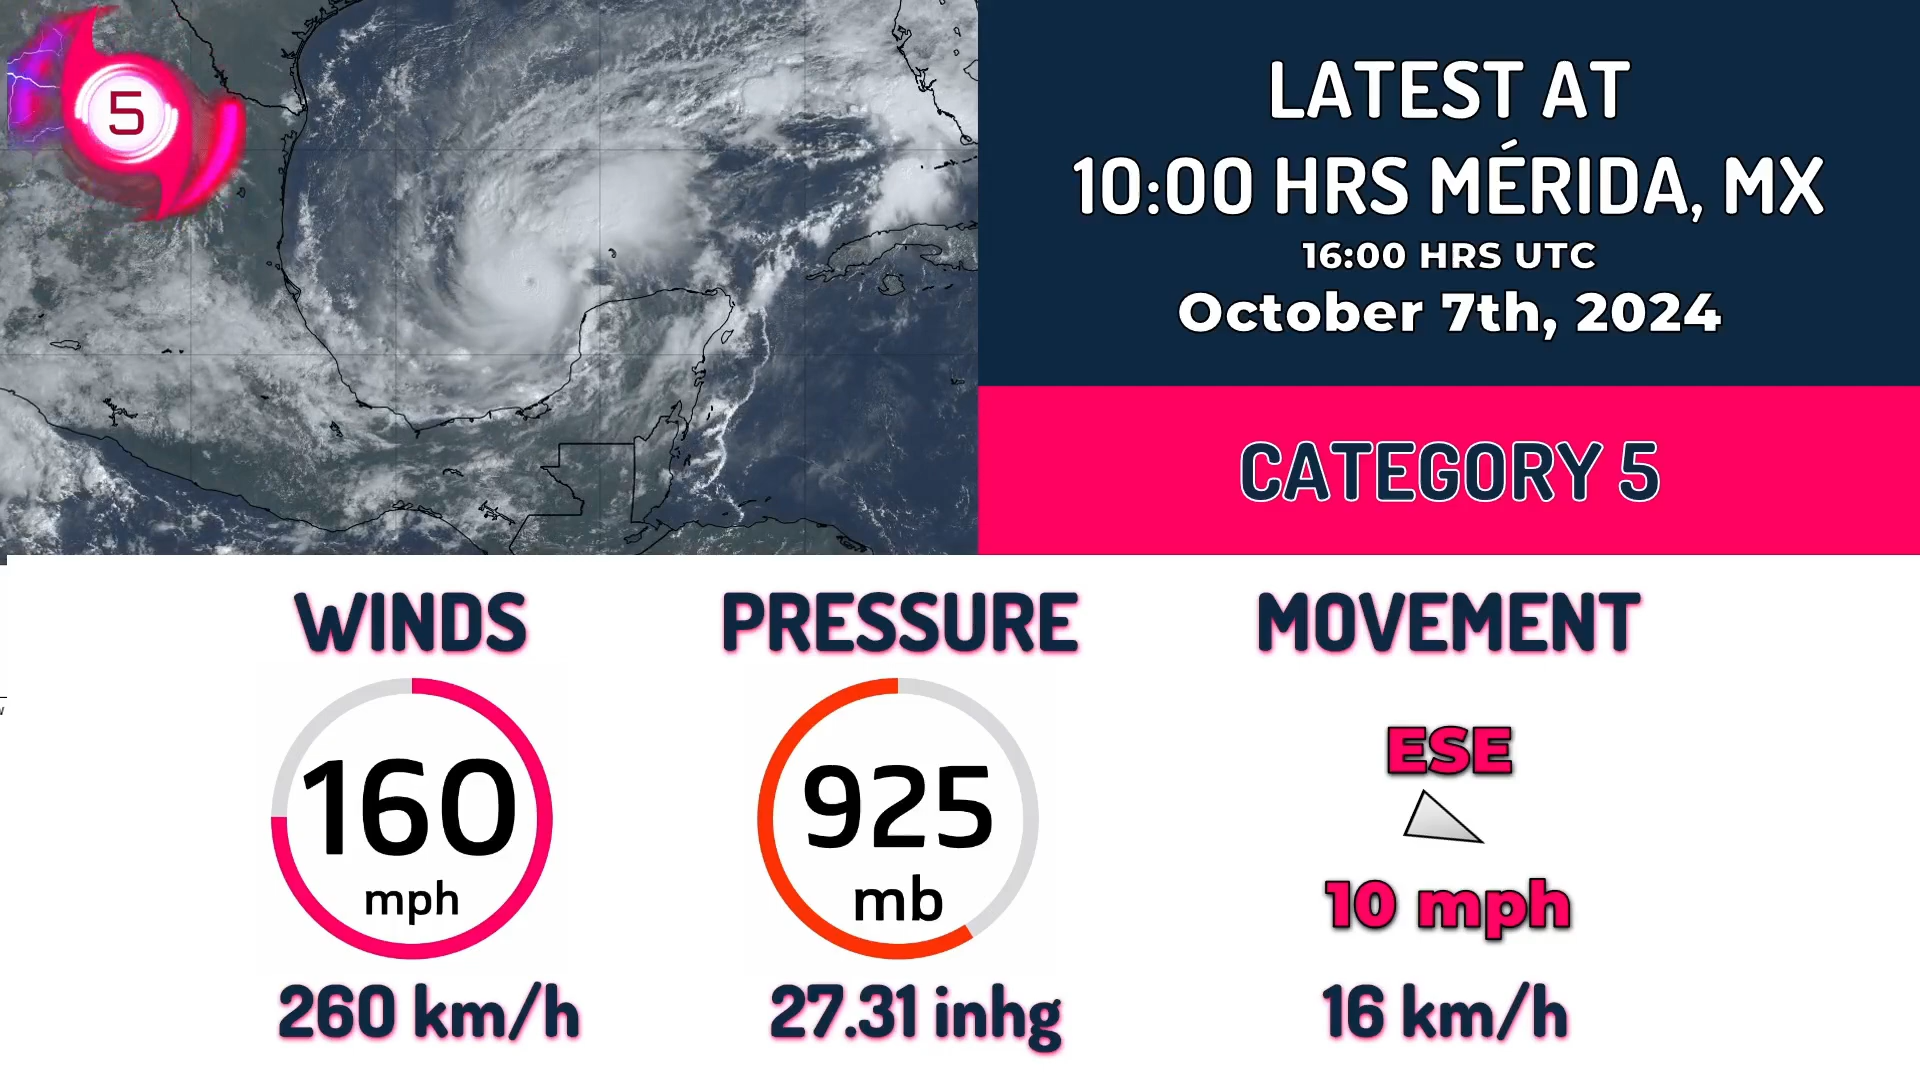 5
LATEST AT
10:00 HRS MÉRIDA, MX
16:00 HRS UTC
October 7th, 2024
CATEGORY 5
WINDS
160
mph
260 km/h
PRESSURE
925
mb
27.31 inhg
MOVEMENT
ESE
10 mph
16 km/h